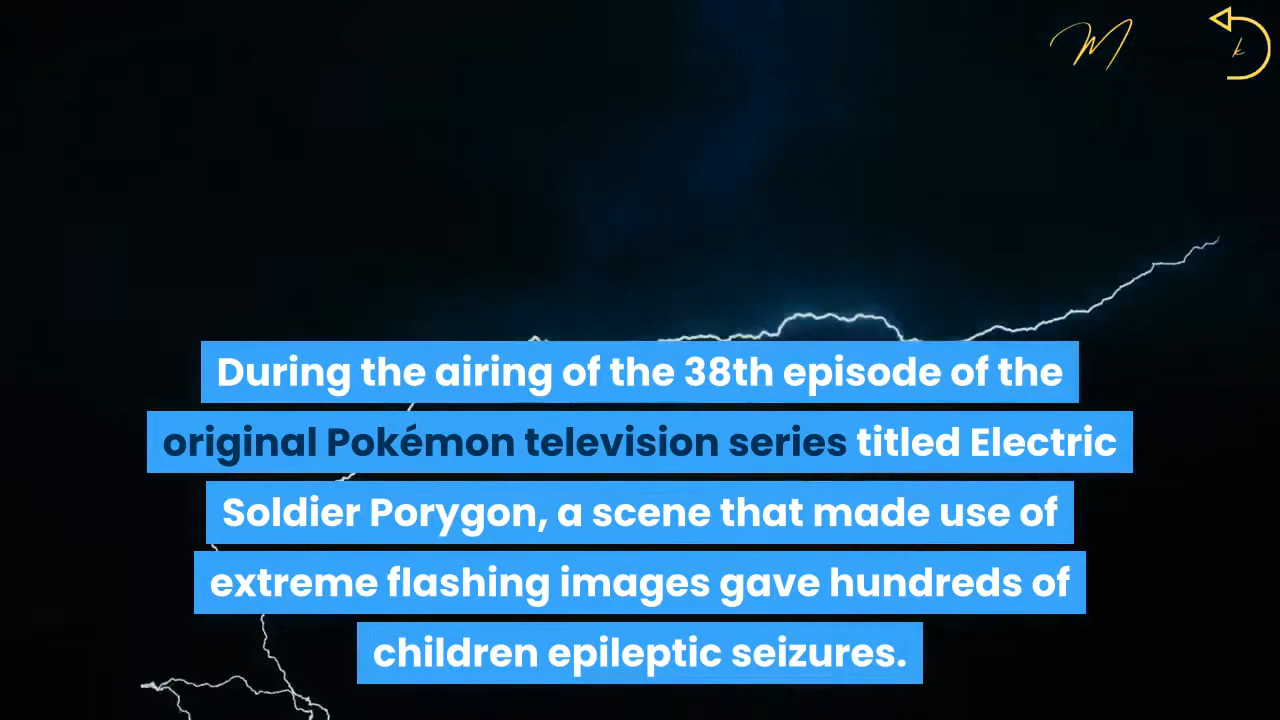 M
k
During the airing of the 38th episode of the
original Pokémon television series titled Electric
Soldier Porygon, a scene that made use of
extreme flashing images gave hundreds of
children epileptic seizures.